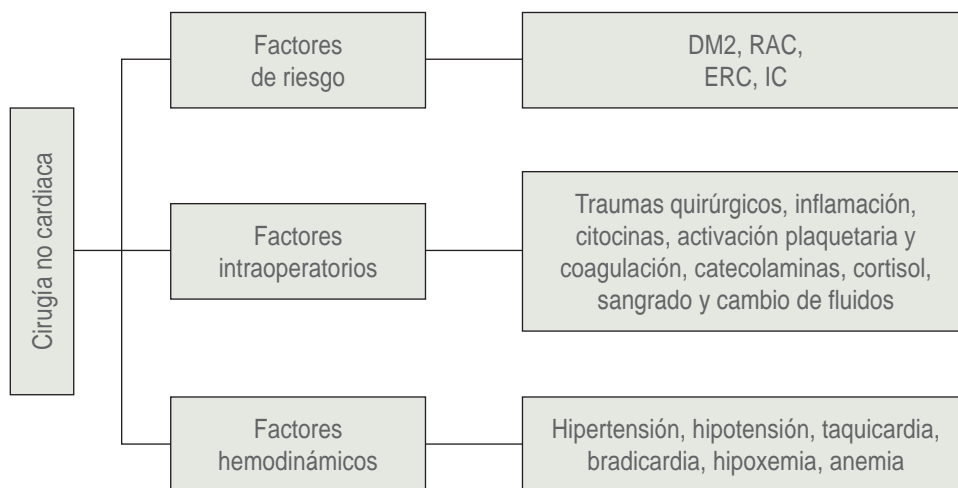 Cirugía no cardiaca
Factores
de riesgo
DM2, RAC,
ERC, IC
Factores
intraoperatorios
Traumas quirúrgicos, inflamación,
citocinas, activación plaquetaria y
coagulación, catecolaminas, cortisol,
sangrado y cambio de fluidos
Factores
hemodinámicos
Hipertensión, hipotensión, taquicardia,
bradicardia, hipoxemia, anemia